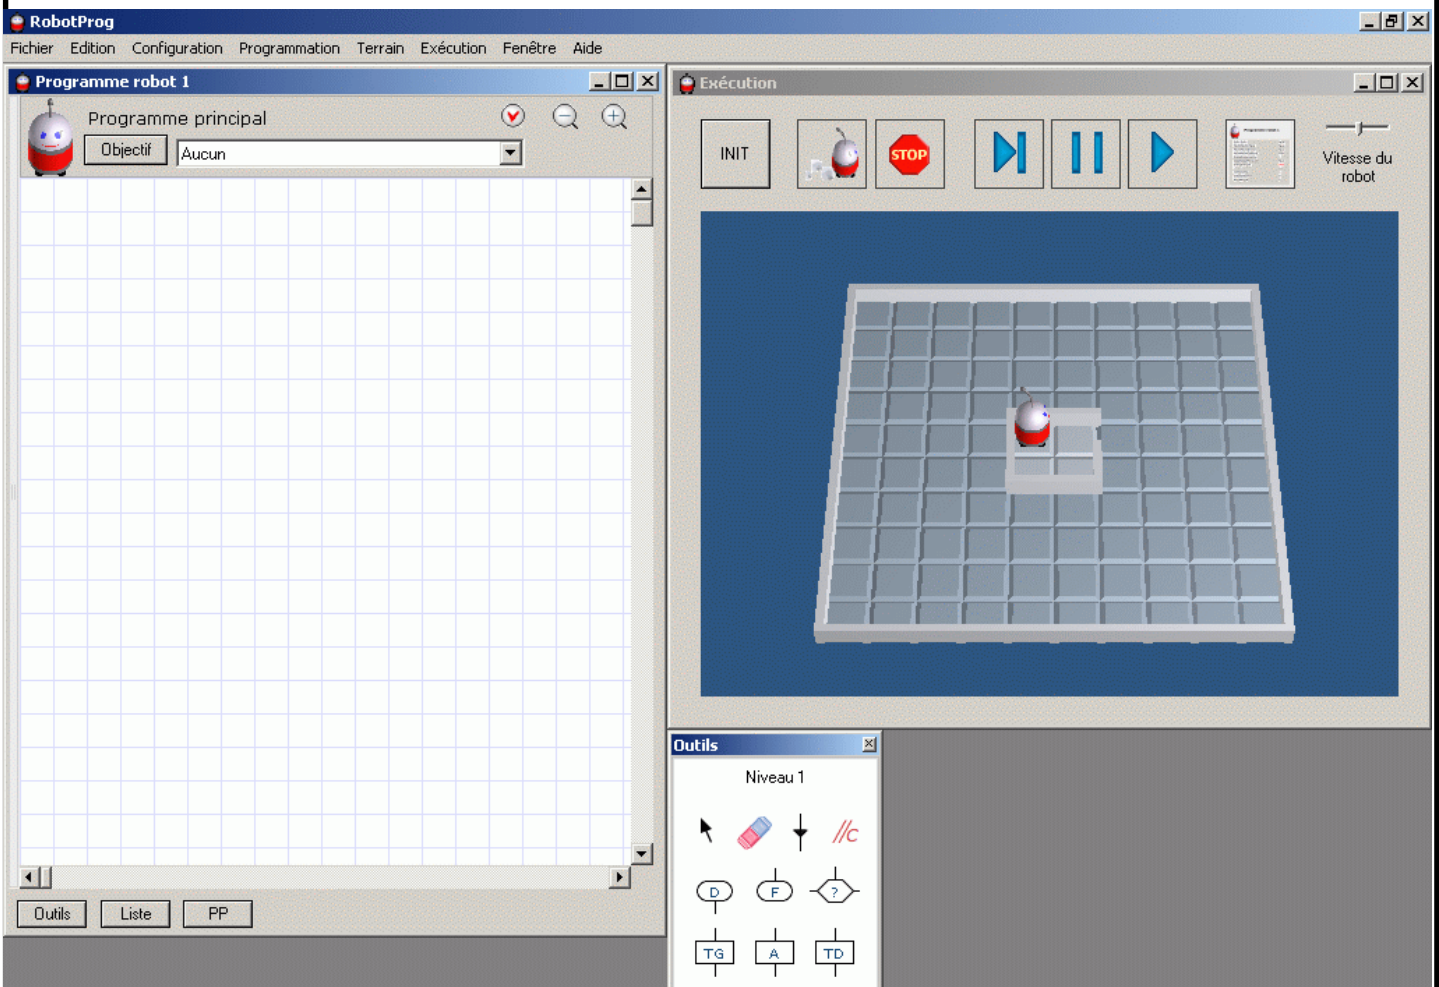 RobotProg
Fichier Edition Configuration Programmation Terrain Exécution Fenêtre Aide
Programme robot 1
Programme principal
Objectif
Aucun
Outils Liste PP
Exécution
INIT
STOP
Vitesse du
robot
Outils
Niveau 1
//C
D F ?
TG A TD